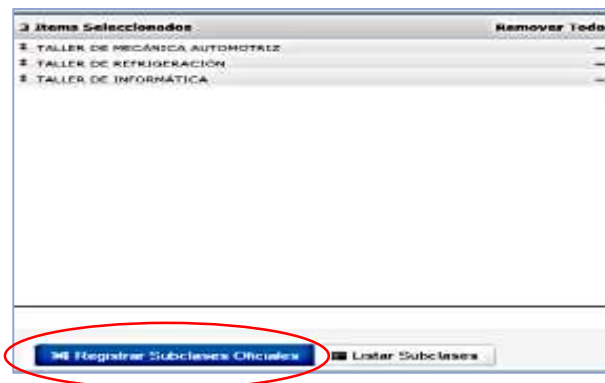 3 Items Seleccionados Remover Todo
TALLER DE MECÁNICA AUTOMOTRIZ
TALLER DE REFRIGERACIÓN
TALLER DE INFORMÁTICA
Registrar Subclases Oficiales Listar Subclases